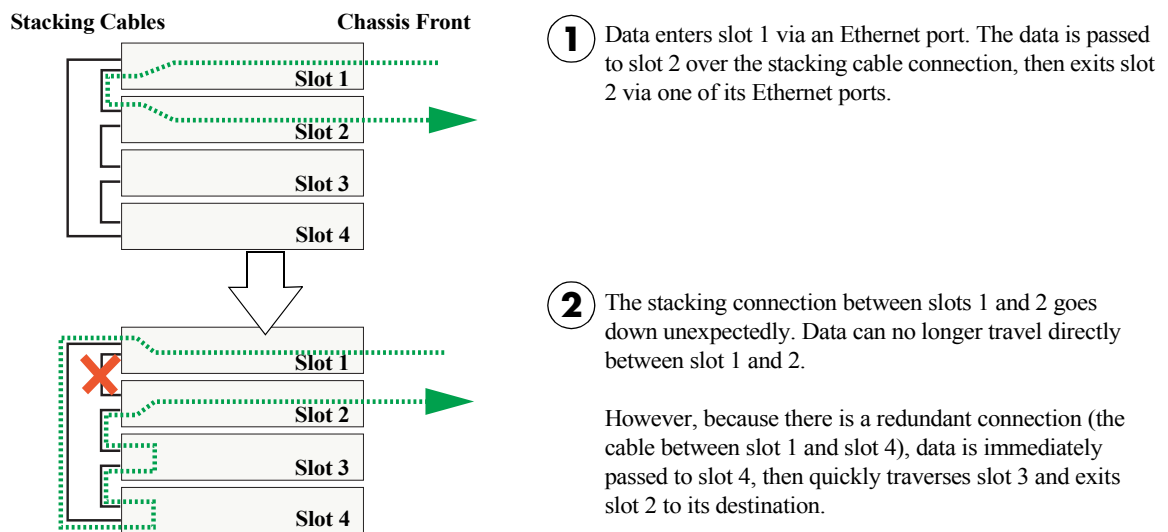 Stacking Cables
Chassis Front
Slot 1
Slot 2
Slot 3
Slot 4
1
Data enters slot 1 via an Ethernet port. The data is passed
to slot 2 over the stacking cable connection, then exits slot
2 via one of its Ethernet ports.
Slot 1
Slot 2
Slot 3
Slot 4
2
The stacking connection between slots 1 and 2 goes
down unexpectedly. Data can no longer travel directly
between slot 1 and 2.
However, because there is a redundant connection (the
cable between slot 1 and slot 4), data is immediately
passed to slot 4, then quickly traverses slot 3 and exits
slot 2 to its destination.